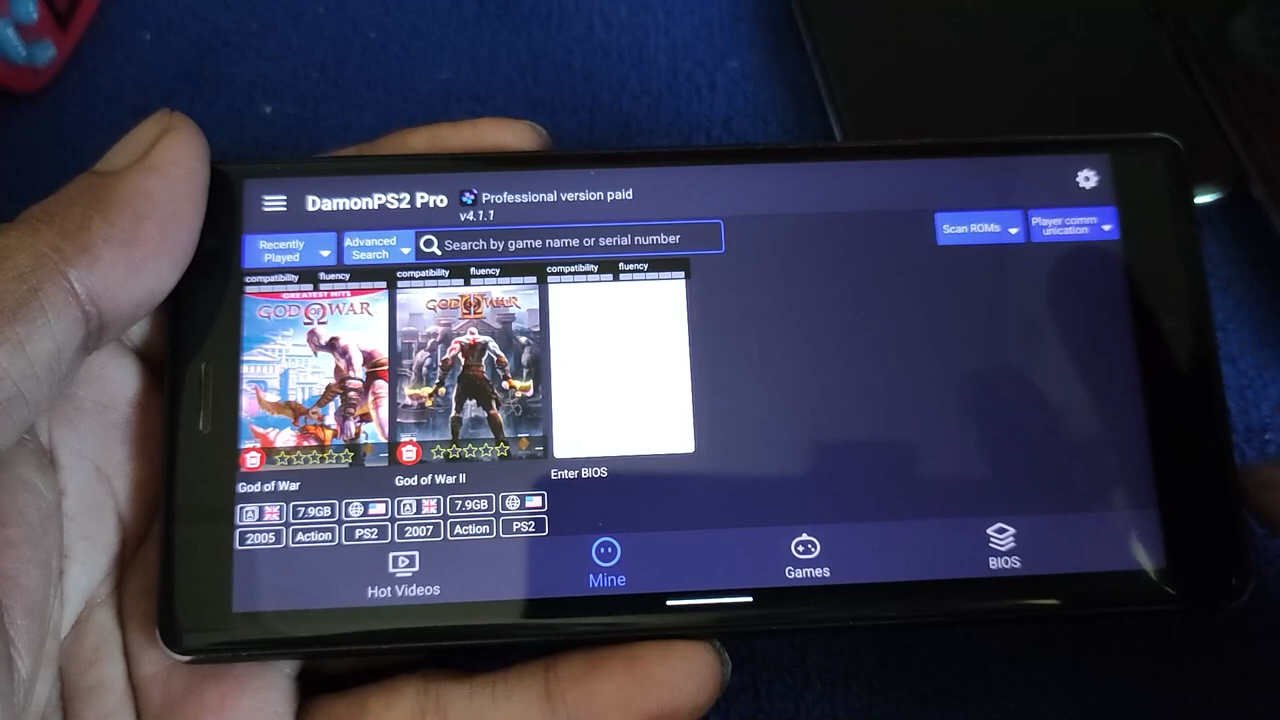 DamonPS2 Pro
Professional version paid
v4.1.1
Recently
Played
Advanced
Search
Search by game name or serial number
Scan ROMs
Player comm
unication
compatibility
fluency
compatibility
fluency
compatibility
fluency
GREATEST HITS
GOD OF WAR
GOD OF WAR
II
God of War
God of War II
Enter BIOS
A
7.9GB
A
7.9GB
2005
Action
PS2
2007
Action
PS2
Hot Videos
Mine
Games
BIOS